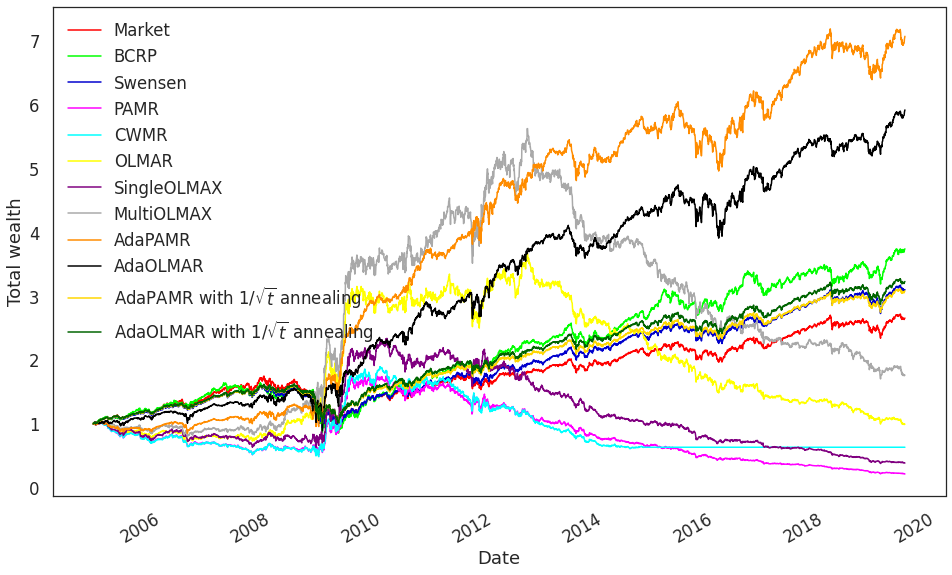 Market
BCRP
Swensen
PAMR
CWMR
OLMAR
SingleOLMAX
MultiOLMAX
AdaPAMR
AdaOLMAR
AdaPAMR with 1/√t annealing
AdaOLMAR with 1/√t annealing
Total wealth
7
6
5
4
3
2
1
0
2006
2008
2010
2012
2014
2016
2018
2020
Date